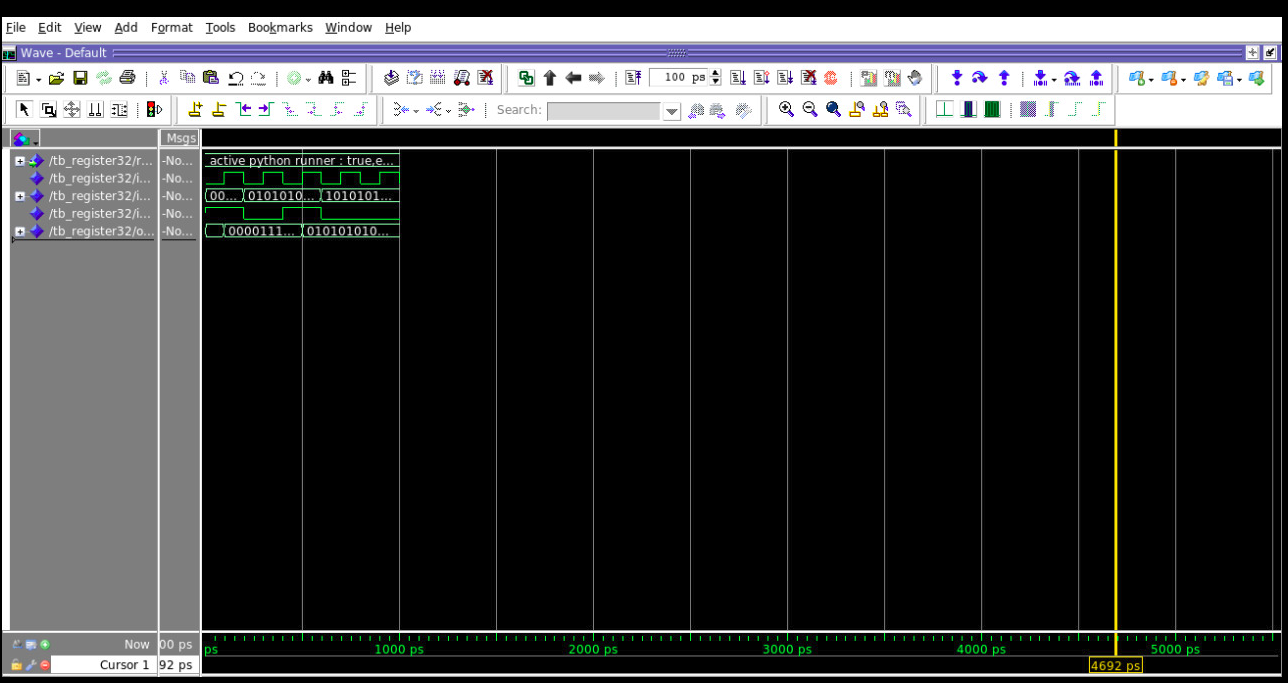 File Edit View Add Format Tools Bookmarks Window Help
Wave - Default
100 ps
Search:
Msgs
/tb_register32/r... -No... active python runner : true,e...
/tb_register32/i... -No...
/tb_register32/i... -No... 00... 0101010... 1010101...
/tb_register32/i... -No...
/tb_register32/o... -No... 0000111... 010101010...
Now 00 ps ps 1000 ps 2000 ps 3000 ps 4000 ps 5000 ps
Cursor 1 92 ps 4692 ps